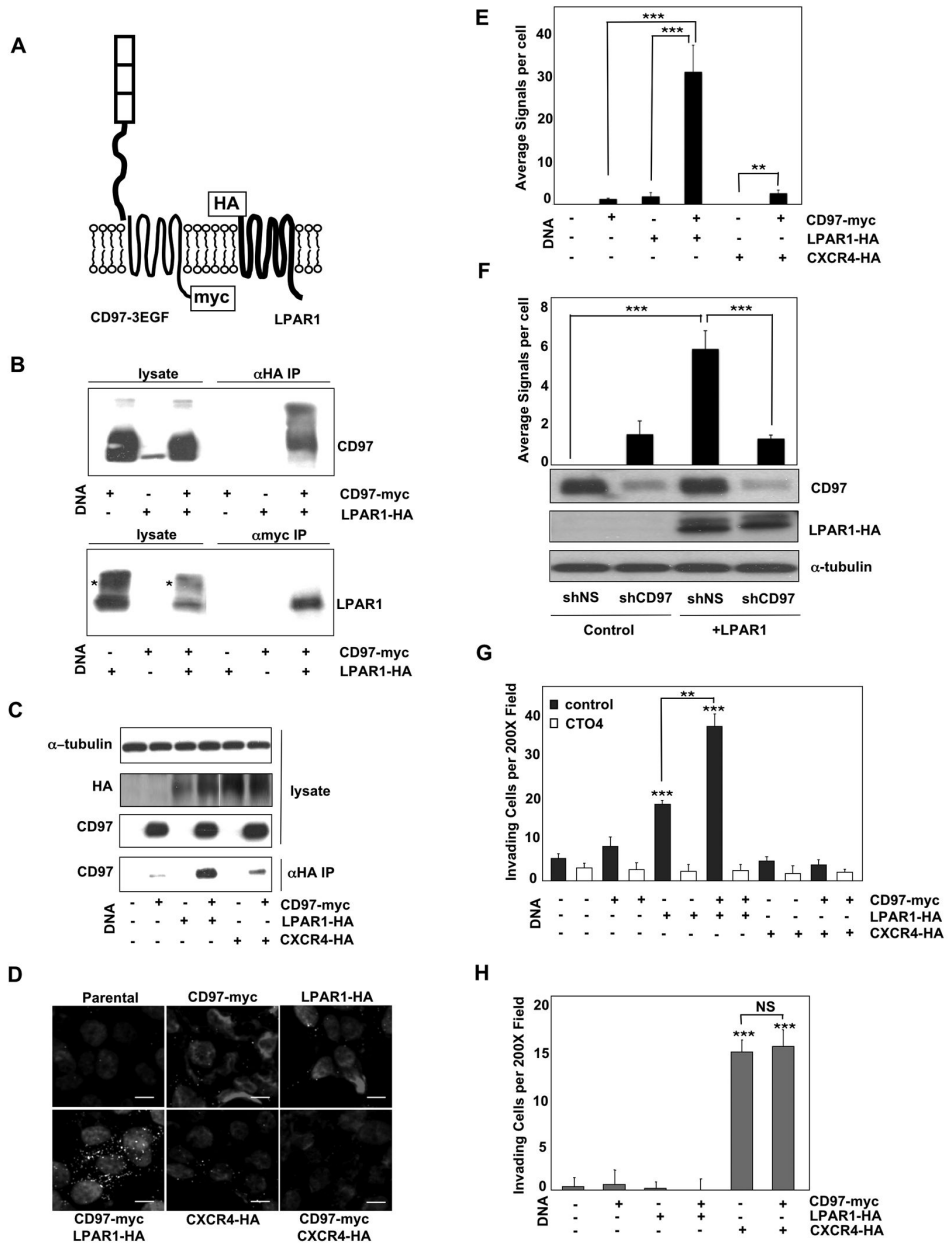 A
HA
myc
CD97-3EGF
LPAR1
B
lysate
αHA IP
CD97
DNA
+ - + + - + CD97-myc
- + + - + + LPAR1-HA
lysate
αmyc IP
*
*
LPAR1
DNA
- + + - + + CD97-myc
+ - + + - + LPAR1-HA
C
α–tubulin
HA
lysate
CD97
CD97
αHA IP
DNA
- + - + - + CD97-myc
- - + + - - LPAR1-HA
- - - - + + CXCR4-HA
D
Parental
CD97-myc
LPAR1-HA
CD97-myc
LPAR1-HA
CXCR4-HA
CD97-myc
CXCR4-HA
E
Average Signals per cell
40
30
20
10
0
***
***
**
DNA
- + - + - + CD97-myc
- - + + - - LPAR1-HA
- - - - + + CXCR4-HA
F
Average Signals per cell
8
6
4
2
0
***
***
CD97
LPAR1-HA
α-tubulin
shNS shCD97 shNS shCD97
Control
+LPAR1
G
Invading Cells per 200X Field
40
30
20
10
0
control
CTO4
**
***
***
DNA
- - + + - - + + - - + + CD97-myc
- - - - + + + + - - - - LPAR1-HA
- - - - - - - - + + + + CXCR4-HA
H
Invading Cells per 200X Field
20
15
10
5
0
NS
***
***
DNA
- + - + - + CD97-myc
- - + + - - LPAR1-HA
- - - - + + CXCR4-HA